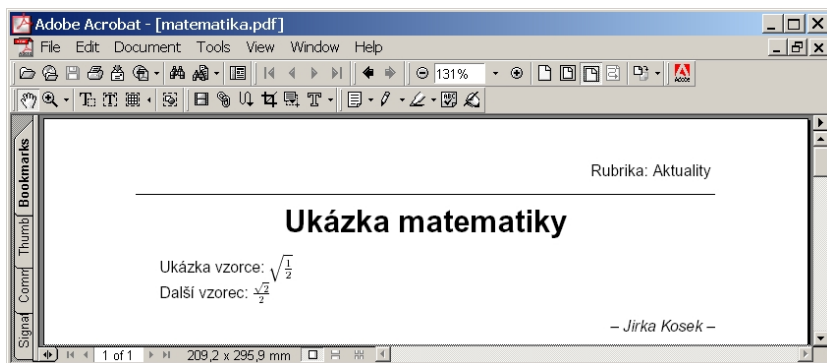 Adobe Acrobat - [matematika.pdf]
File Edit Document Tools View Window Help
131%
Bookmarks
Thumb
Comm
Signat
Rubrika: Aktuality
Ukázka matematiky
Ukázka vzorce: √(1/2)
Další vzorec: √2/2
– Jirka Kosek –
1 of 1 209,2 x 295,9 mm